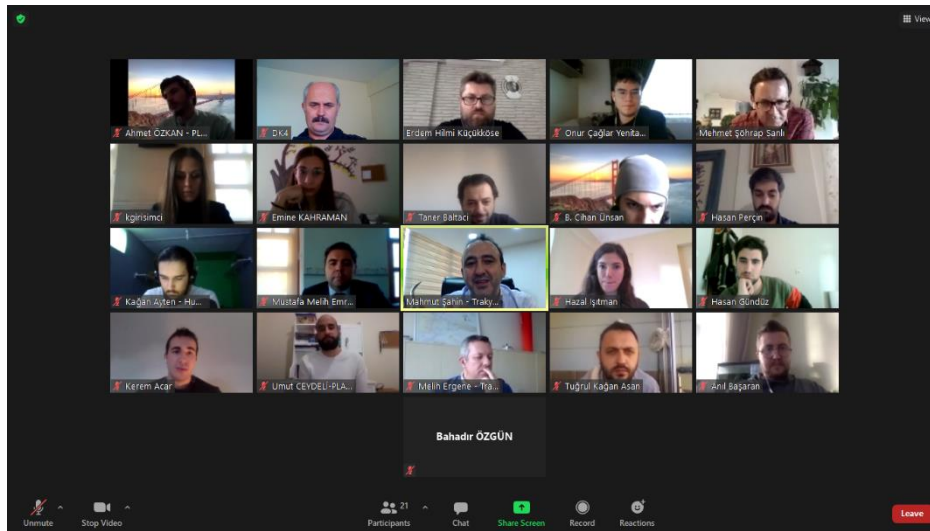 View
Ahmet ÖZKAN - PL...
DK4
Erdem Hilmi Küçükköse
Onur Çağlar Yenita...
Mehmet Şöhrap Sanlı
kgirisimci
Emine KAHRAMAN
Taner Baltacı
B. Cihan Ünsan
Hasan Perçin
Kağan Ayten - Hu...
Mustafa Melih Emr...
Mahmut Şahin - Traky...
Hazal Işıtman
Hasan Gündüz
Kerem Acar
Umut CEYDELİ-PLA...
Melih Ergene - Tra...
Tuğrul Kağan Asan
Anıl Başaran
Bahadır ÖZGÜN
Unmute
Stop Video
21
Participants
Chat
Share Screen
Record
Reactions
Leave